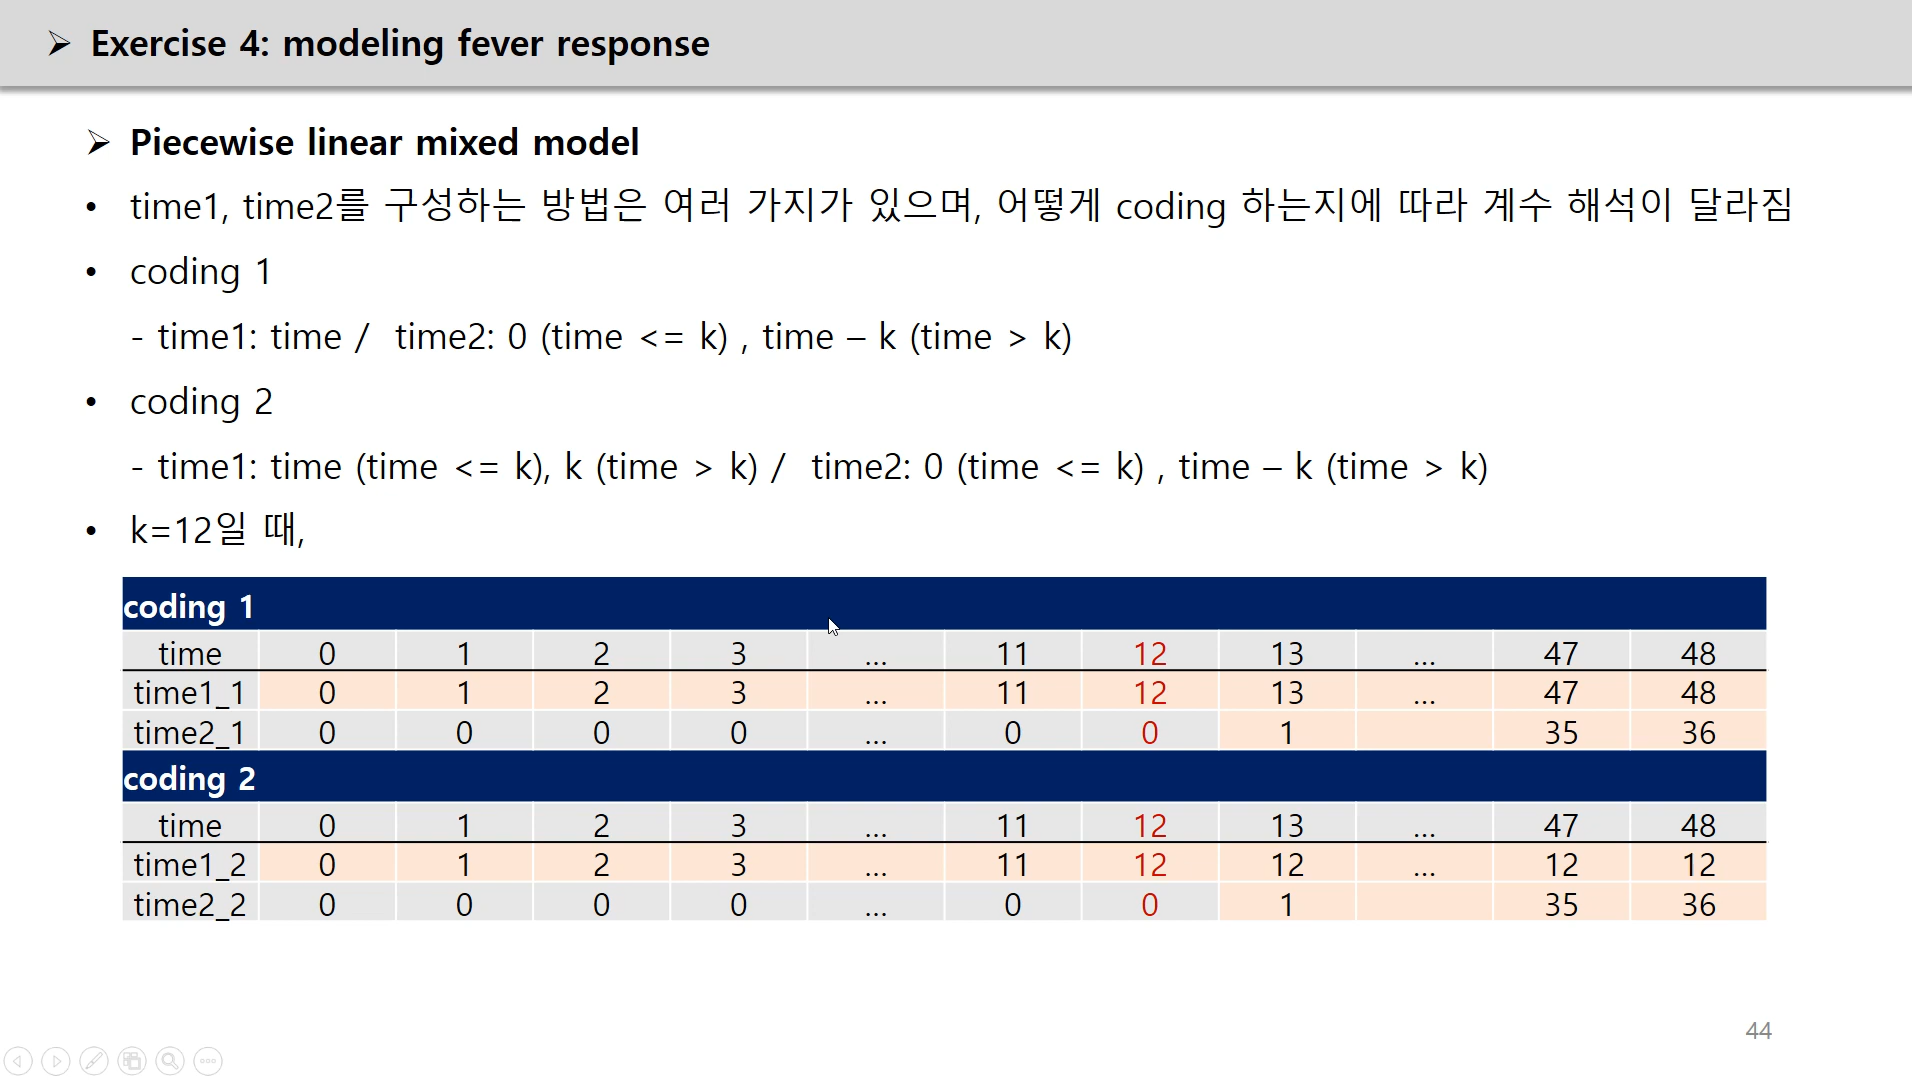 ➢ Exercise 4: modeling fever response
➢ Piecewise linear mixed model
• time1, time2를 구성하는 방법은 여러 가지가 있으며, 어떻게 coding 하는지에 따라 계수 해석이 달라짐
• coding 1
- time1: time / time2: 0 (time <= k) , time – k (time > k)
• coding 2
- time1: time (time <= k), k (time > k) / time2: 0 (time <= k) , time – k (time > k)
• k=12일 때,
coding 1
time 0 1 2 3 ... 11 12 13 ... 47 48
time1_1 0 1 2 3 ... 11 12 13 ... 47 48
time2_1 0 0 0 0 ... 0 0 1 35 36
coding 2
time 0 1 2 3 ... 11 12 13 ... 47 48
time1_2 0 1 2 3 ... 11 12 12 ... 12 12
time2_2 0 0 0 0 ... 0 0 1 35 36
44